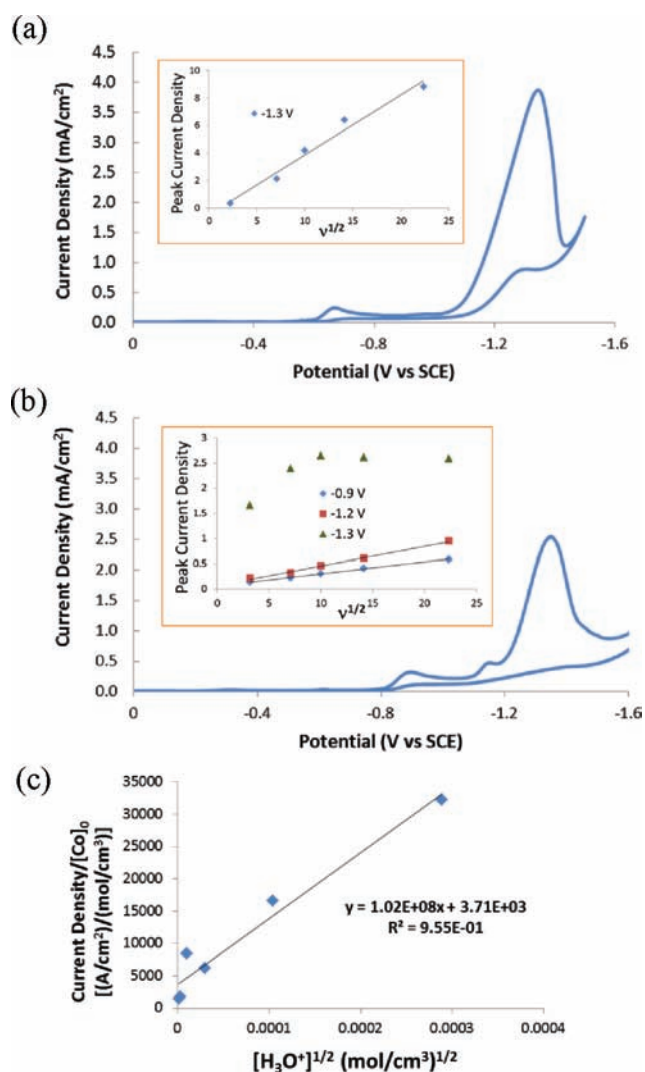 (a)
Current Density (mA/cm²)
4.5
4.0
3.5
3.0
2.5
2.0
1.5
1.0
0.5
0.0
Peak Current Density
10
8
6
4
2
0
-1.3 V
0 5 10 15 20 25
ν^1/2
0 -0.4 -0.8 -1.2 -1.6
Potential (V vs SCE)
(b)
Current Density (mA/cm²)
4.5
4.0
3.5
3.0
2.5
2.0
1.5
1.0
0.5
0.0
Peak Current Density
3
2.5
2
1.5
1
0.5
0
-0.9 V
-1.2 V
-1.3 V
0 5 10 15 20 25
ν^1/2
0 -0.4 -0.8 -1.2 -1.6
Potential (V vs SCE)
(c)
Current Density/[Co]₀
[(A/cm²)/(mol/cm³)]
35000
30000
25000
20000
15000
10000
5000
0
y = 1.02E+08x + 3.71E+03
R² = 9.55E-01
0 0.0001 0.0002 0.0003 0.0004
[H₃O⁺]^1/2 (mol/cm³)^1/2